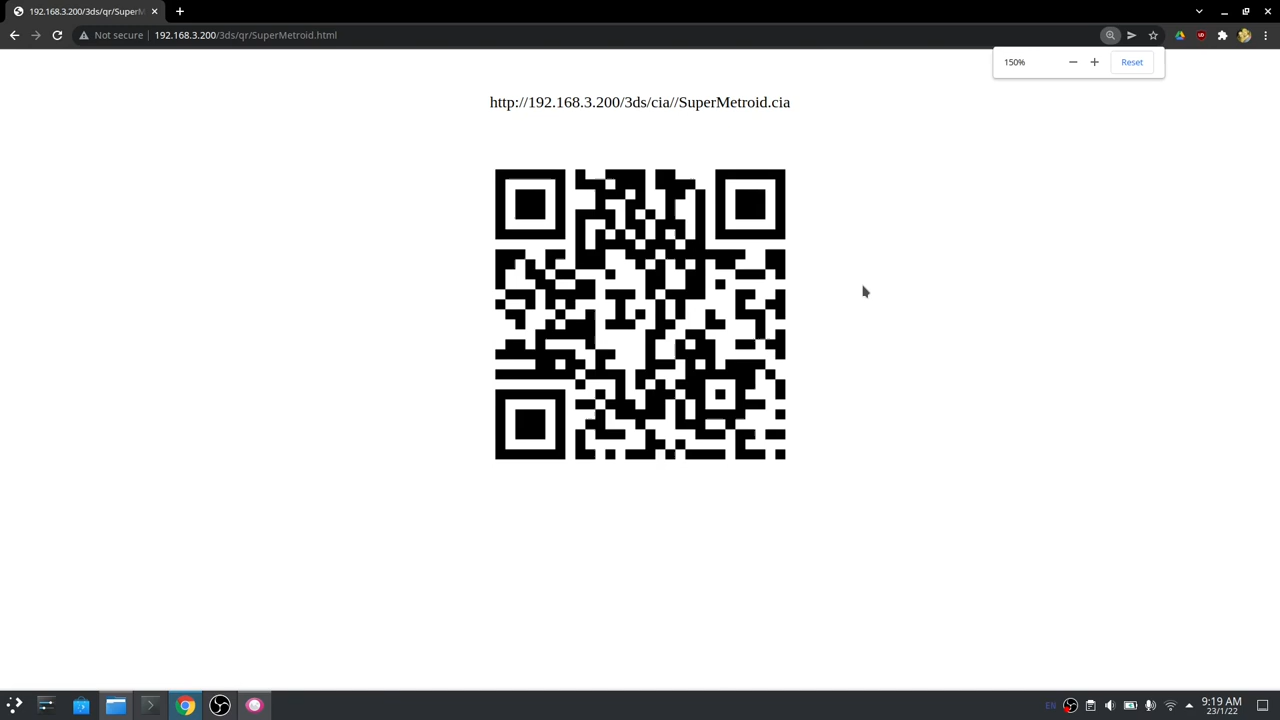 192.168.3.200/3ds/qr/SuperM
Not secure
192.168.3.200/3ds/qr/SuperMetroid.html
150%
Reset
http://192.168.3.200/3ds/cia//SuperMetroid.cia
EN
9:19 AM
23/1/22